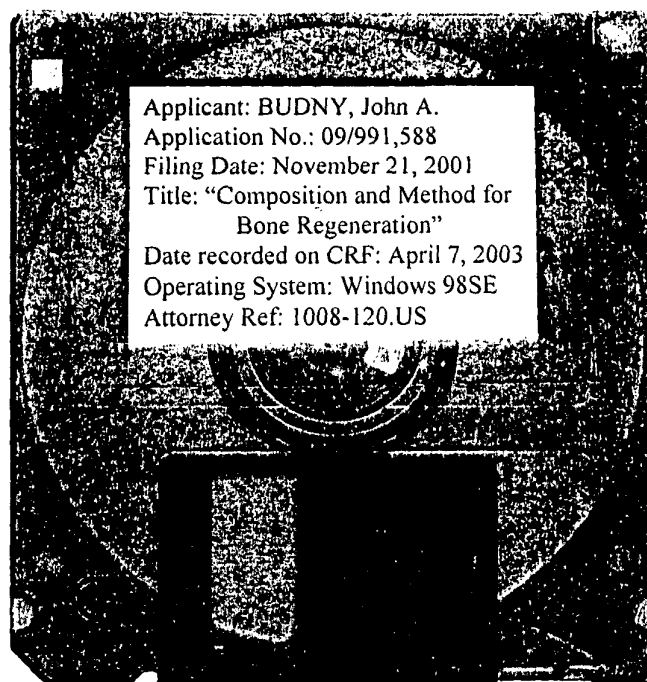 Applicant: BUDNY, John A.
Application No.: 09/991,588
Filing Date: November 21, 2001
Title: "Composition and Method for
Bone Regeneration"
Date recorded on CRF: April 7, 2003
Operating System: Windows 98SE
Attorney Ref: 1008-120.US